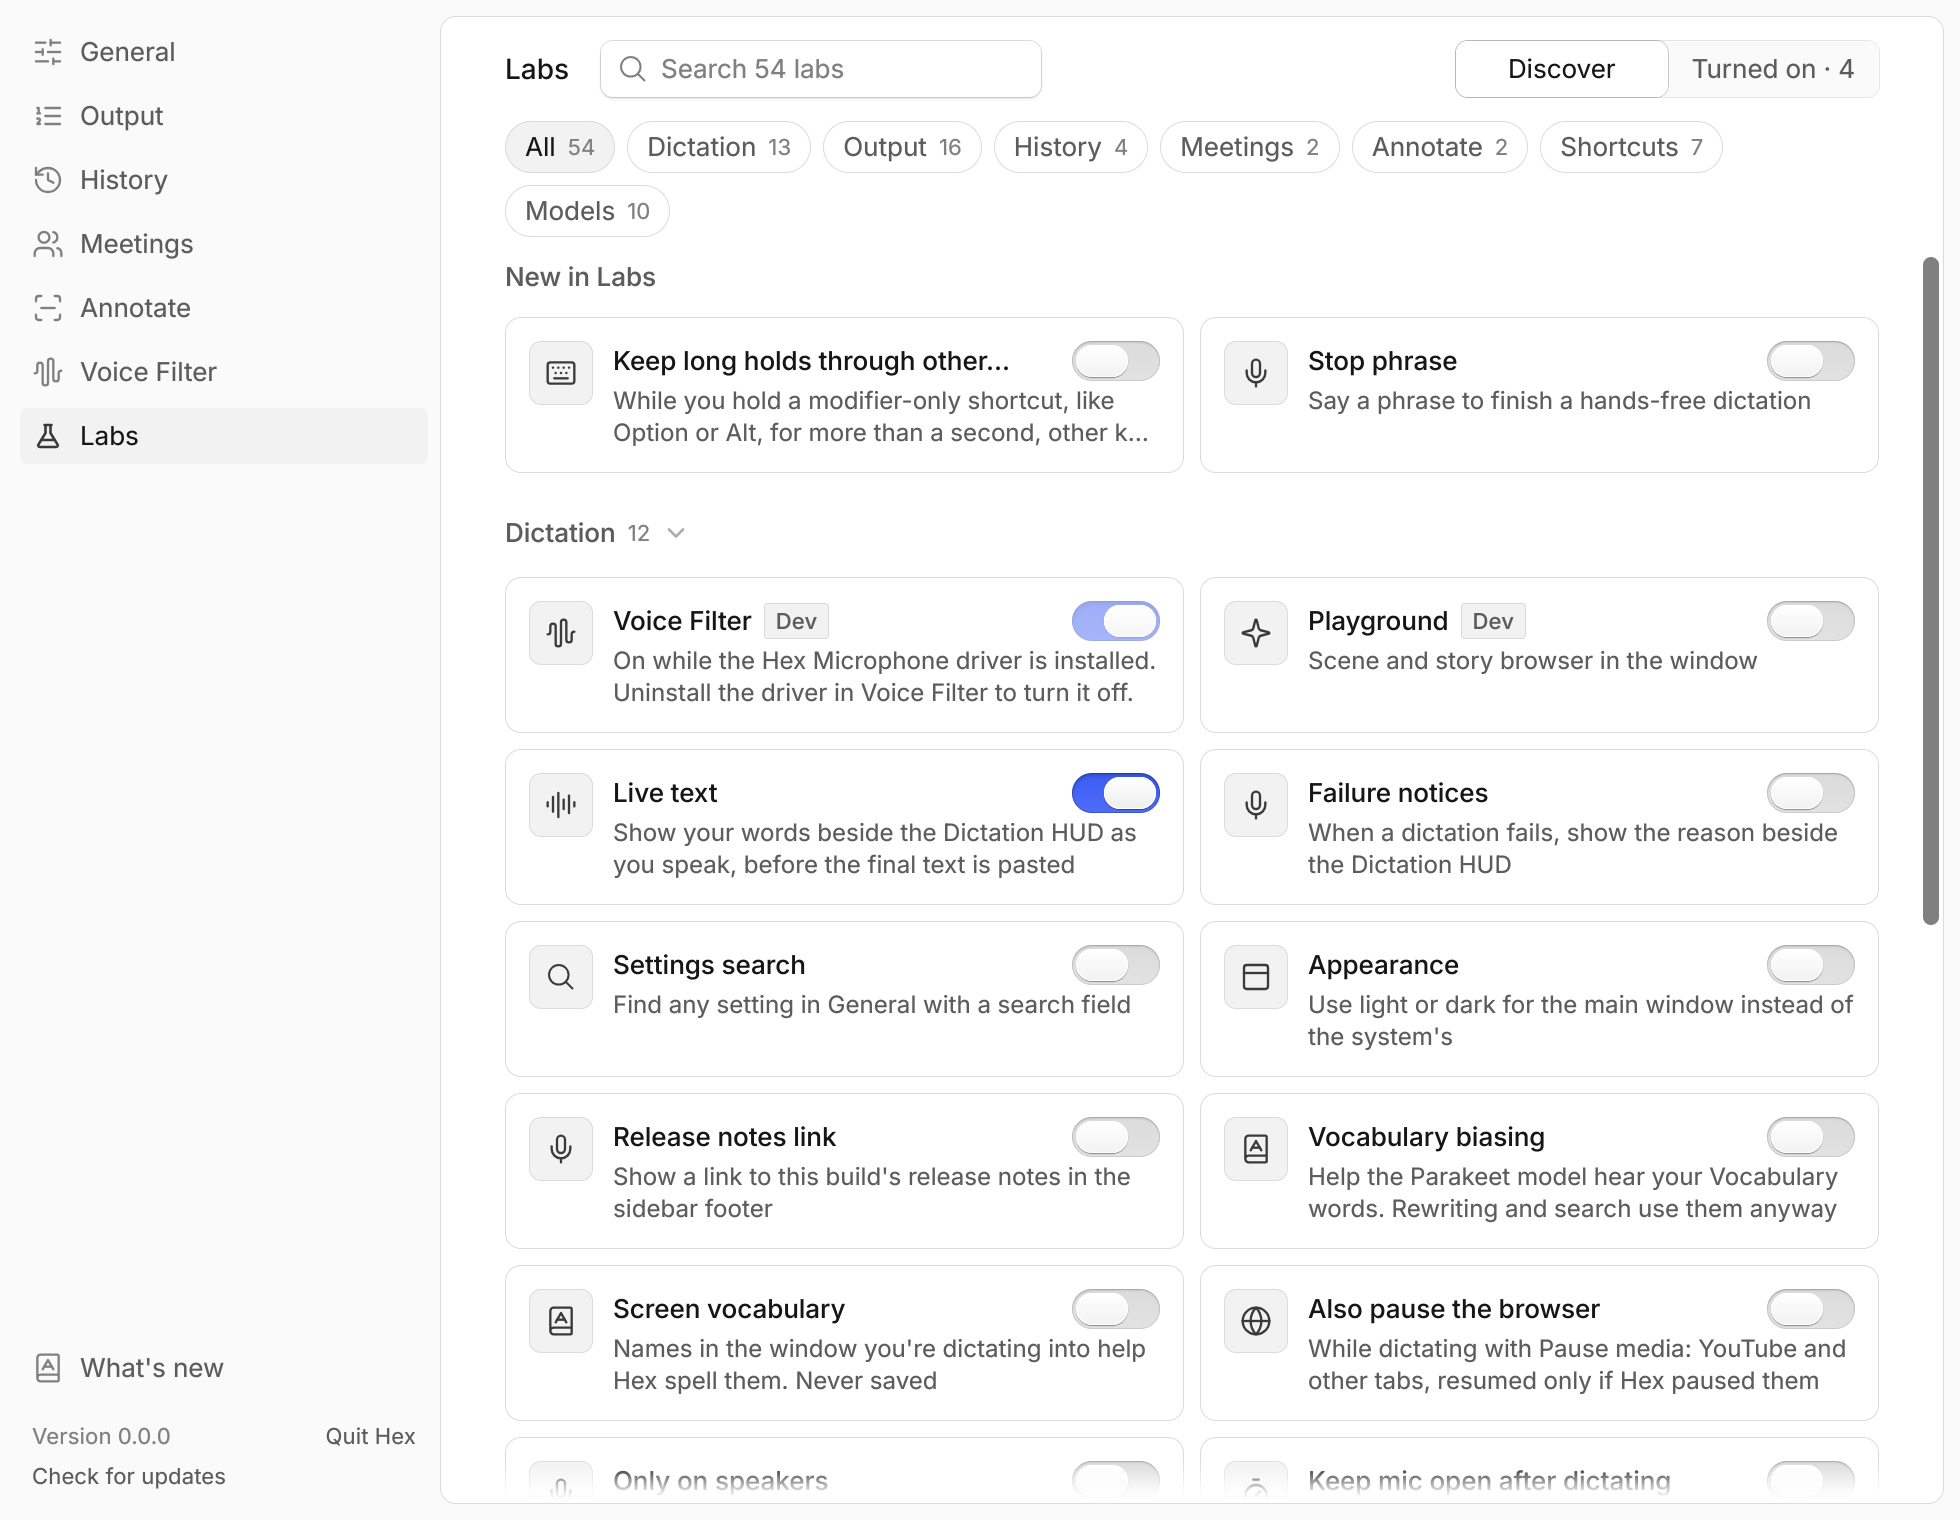 General
Output
History
Meetings
Annotate
Voice Filter
Labs
What's new
Version 0.0.0
Quit Hex
Check for updates
Labs
Search 54 labs
Discover
Turned on · 4
All 54
Dictation 13
Output 16
History 4
Meetings 2
Annotate 2
Shortcuts 7
Models 10
New in Labs
Keep long holds through other...
While you hold a modifier-only shortcut, like
Option or Alt, for more than a second, other k...
Stop phrase
Say a phrase to finish a hands-free dictation
Dictation 12
Voice Filter Dev
On while the Hex Microphone driver is installed.
Uninstall the driver in Voice Filter to turn it off.
Playground Dev
Scene and story browser in the window
Live text
Show your words beside the Dictation HUD as
you speak, before the final text is pasted
Failure notices
When a dictation fails, show the reason beside
the Dictation HUD
Settings search
Find any setting in General with a search field
Appearance
Use light or dark for the main window instead of
the system's
Release notes link
Show a link to this build's release notes in the
sidebar footer
Vocabulary biasing
Help the Parakeet model hear your Vocabulary
words. Rewriting and search use them anyway
Screen vocabulary
Names in the window you're dictating into help
Hex spell them. Never saved
Also pause the browser
While dictating with Pause media: YouTube and
other tabs, resumed only if Hex paused them
Only on speakers
Keep mic open after dictating